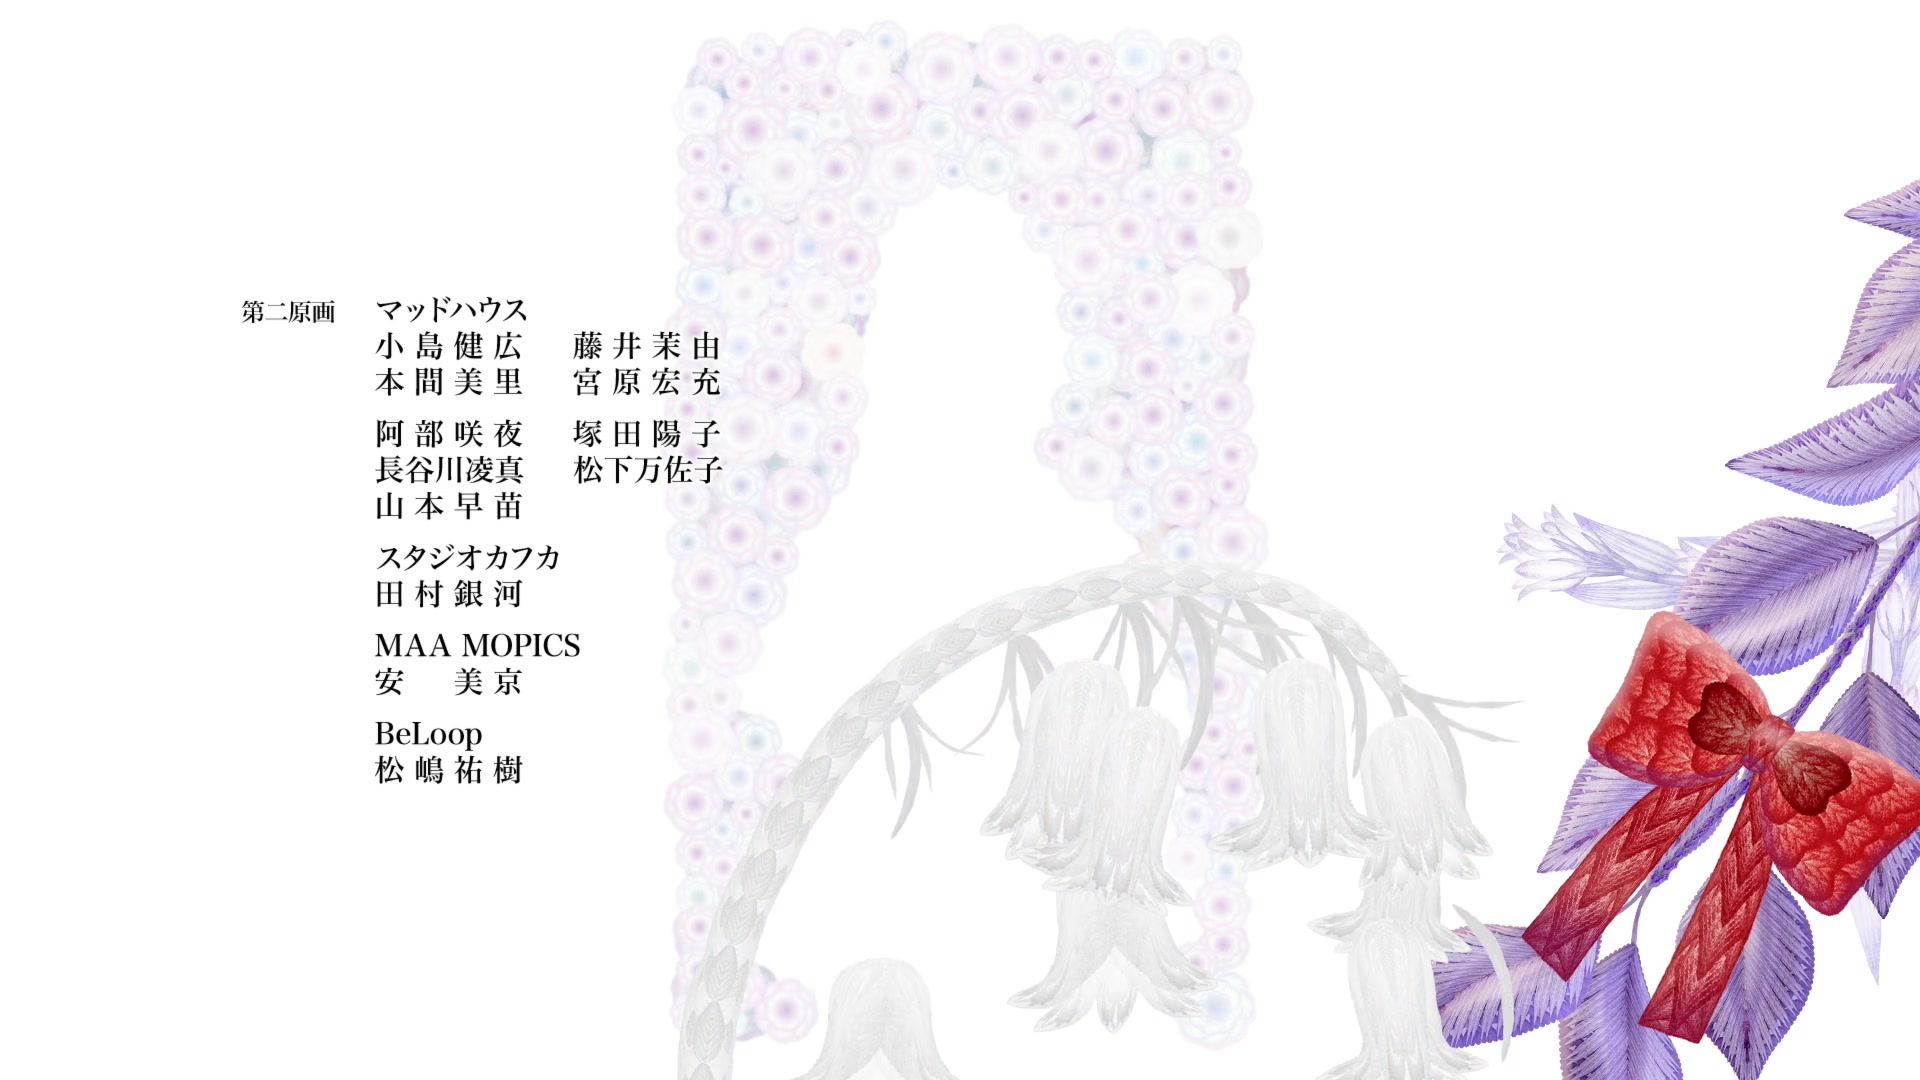 第二原画 マッドハウス
小島健広 藤井茉由
本間美里 宮原宏充
阿部咲夜 塚田陽子
長谷川凌真 松下万佐子
山本早苗
スタジオカフカ
田村銀河
MAA MOPICS
安 美京
BeLoop
松嶋祐樹